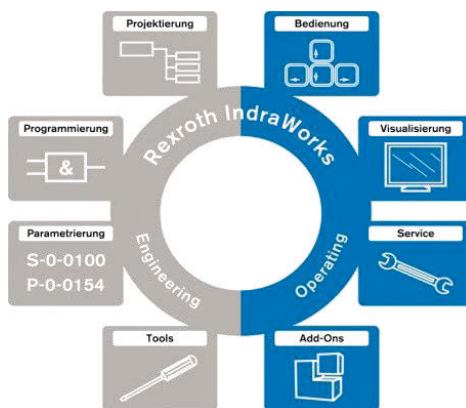 Projektierung
Bedienung
Rexroth IndraWorks
Programmierung
&
Visualisierung
Parametrierung
S-0-0100
P-0-0154
Service
Engineering
Operating
Tools
Add-Ons